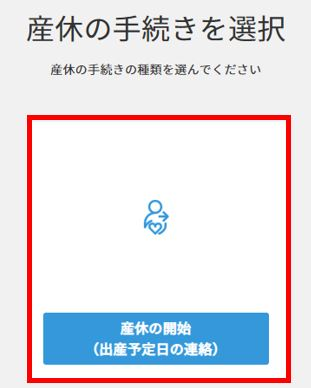 産休の手続きを選択
産休の手続きの種類を選んでください
産休の開始
（出産予定日の連絡）